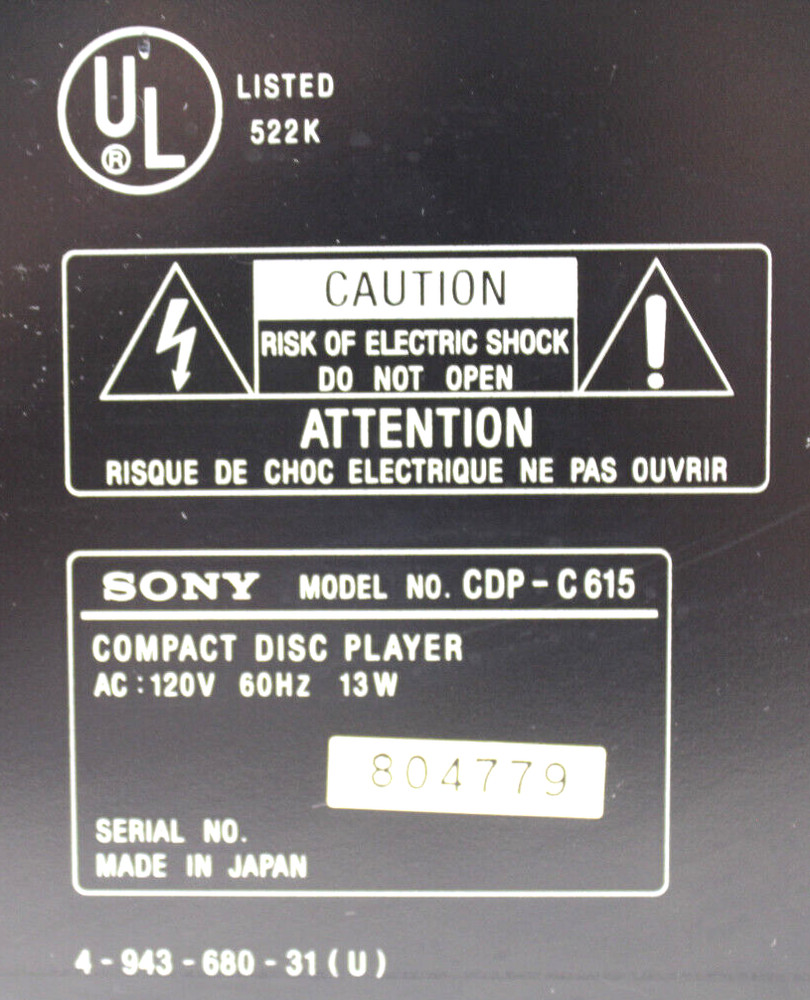 UL ®
LISTED
522K
CAUTION
RISK OF ELECTRIC SHOCK
DO NOT OPEN
ATTENTION
RISQUE DE CHOC ELECTRIQUE NE PAS OUVRIR
SONY MODEL NO. CDP-C615
COMPACT DISC PLAYER
AC:120V 60HZ 13W
804779
SERIAL NO.
MADE IN JAPAN
4-943-680-31(U)